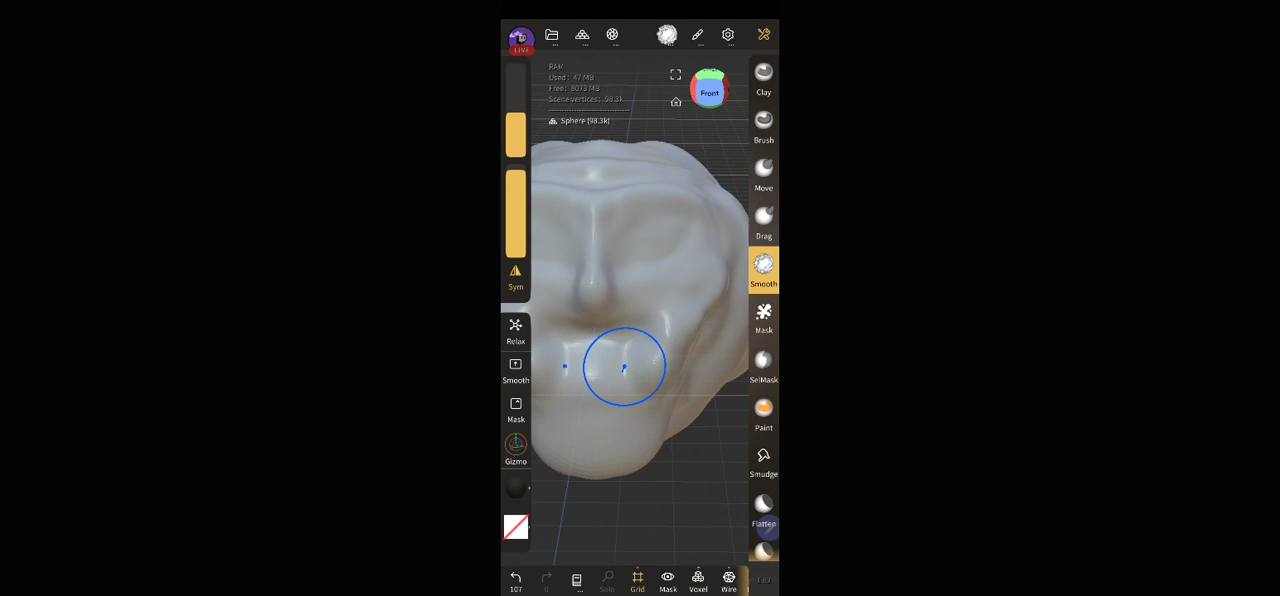 LIVE
RAM
Used: 47 MB
Free: 8073 MB
Scene vertices: 98.3k
Sphere (98.3k)
Front
Clay
Brush
Move
Drag
Smooth
Mask
SelMask
Paint
Smudge
Flatten
Sym
Relax
Smooth
Mask
Gizmo
107
0
Solo
Grid
Mask
Voxel
Wire